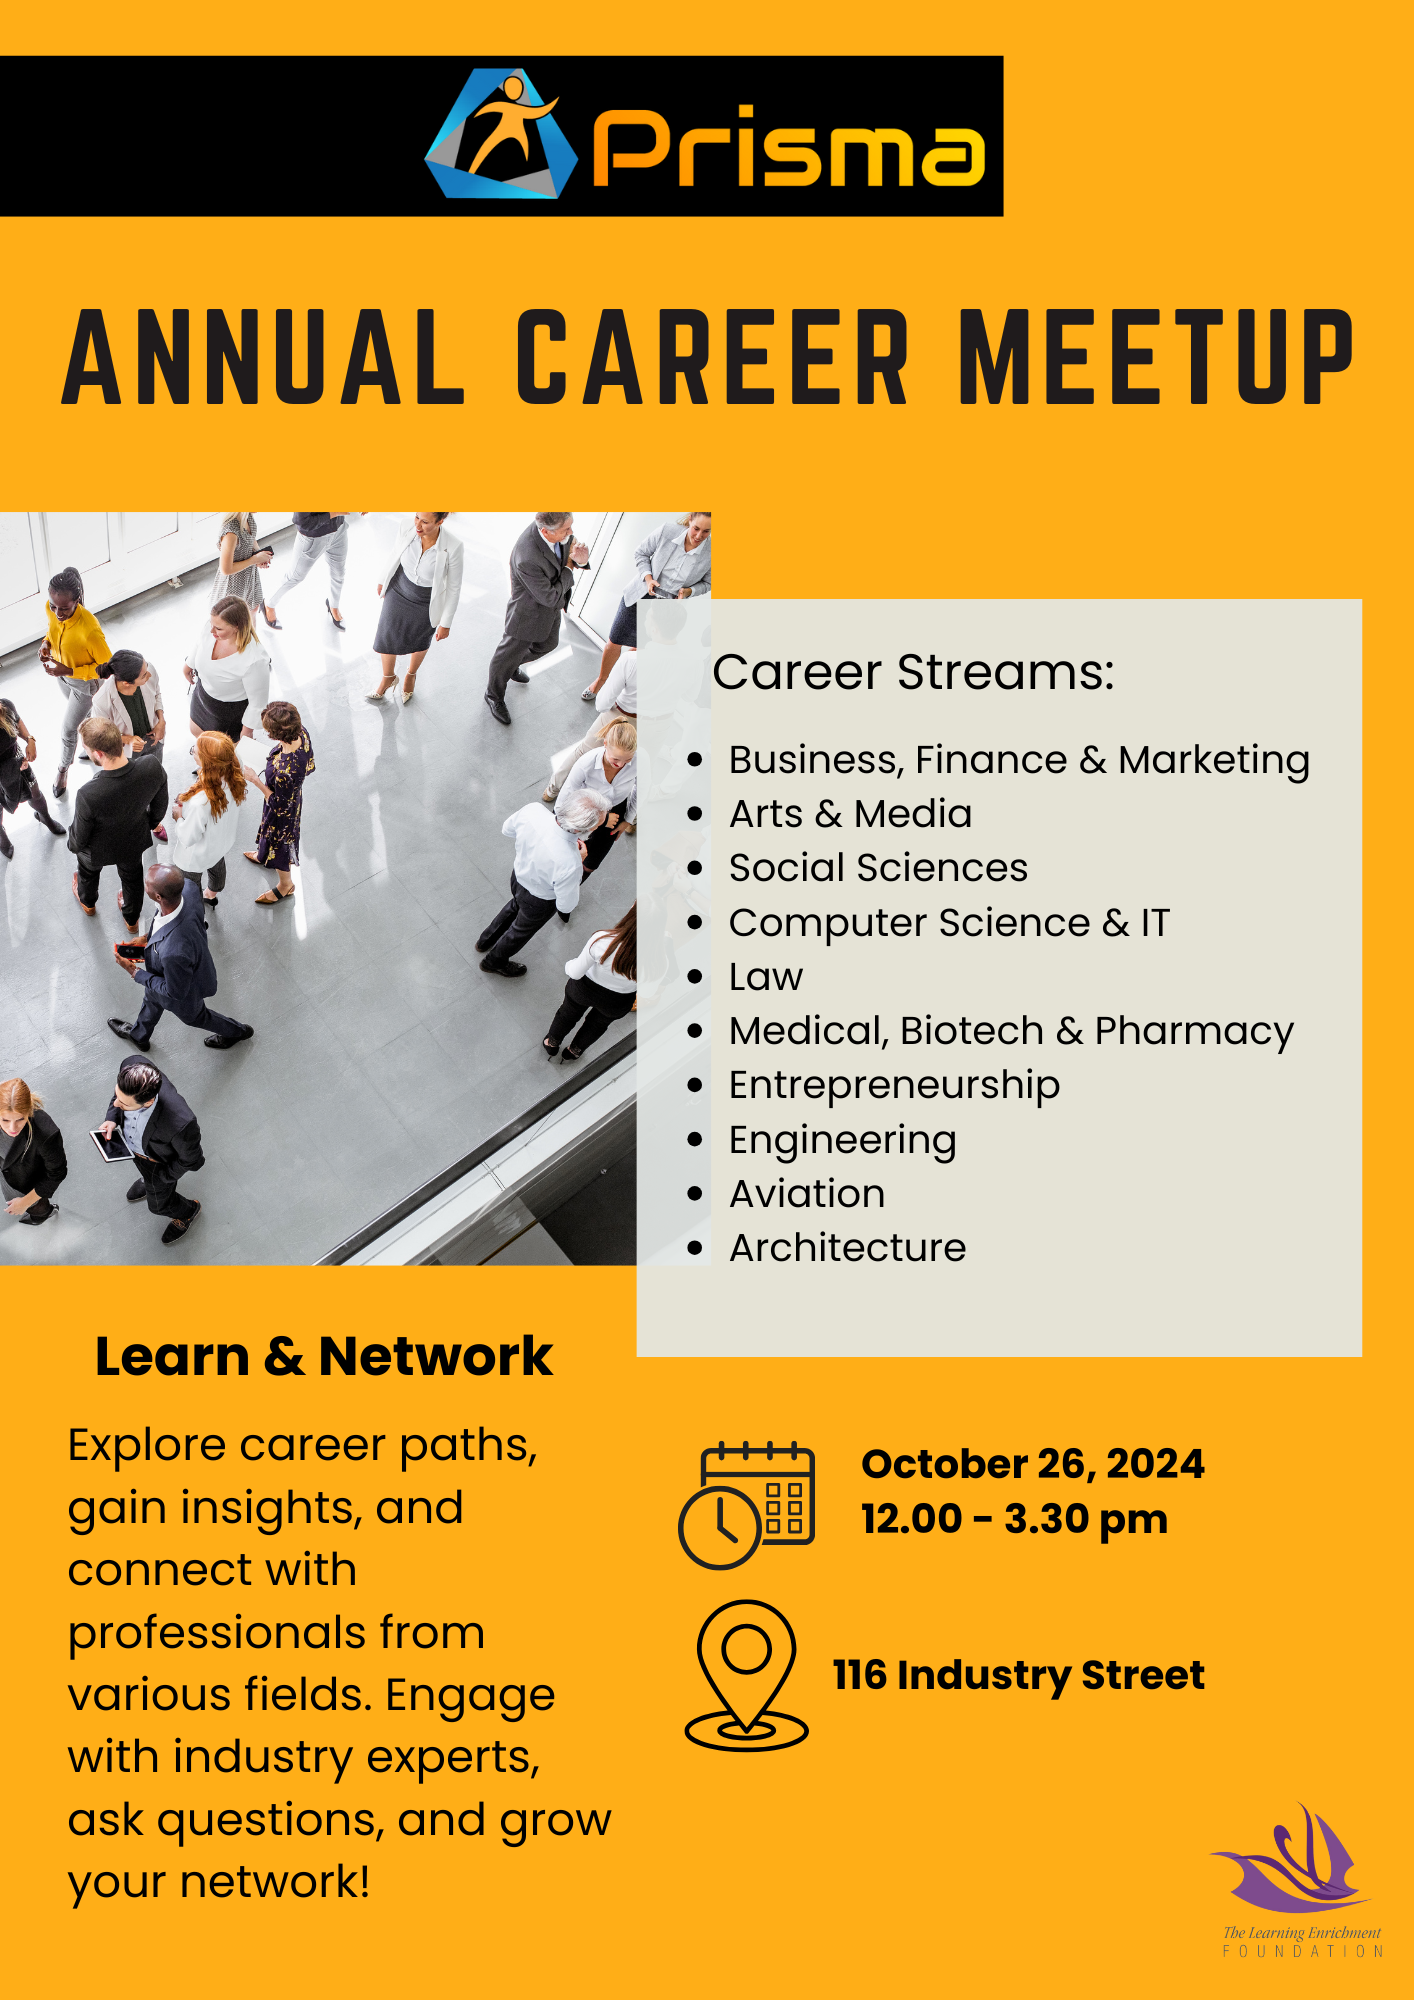 Prisma
ANNUAL CAREER MEETUP
Career Streams:
Business, Finance & Marketing
Arts & Media
Social Sciences
Computer Science & IT
Law
Medical, Biotech & Pharmacy
Entrepreneurship
Engineering
Aviation
Architecture
Learn & Network
Explore career paths,
gain insights, and
connect with
professionals from
various fields. Engage
with industry experts,
ask questions, and grow
your network!
October 26, 2024
12.00 - 3.30 pm
116 Industry Street
The Learning Enrichment
FOUNDATION